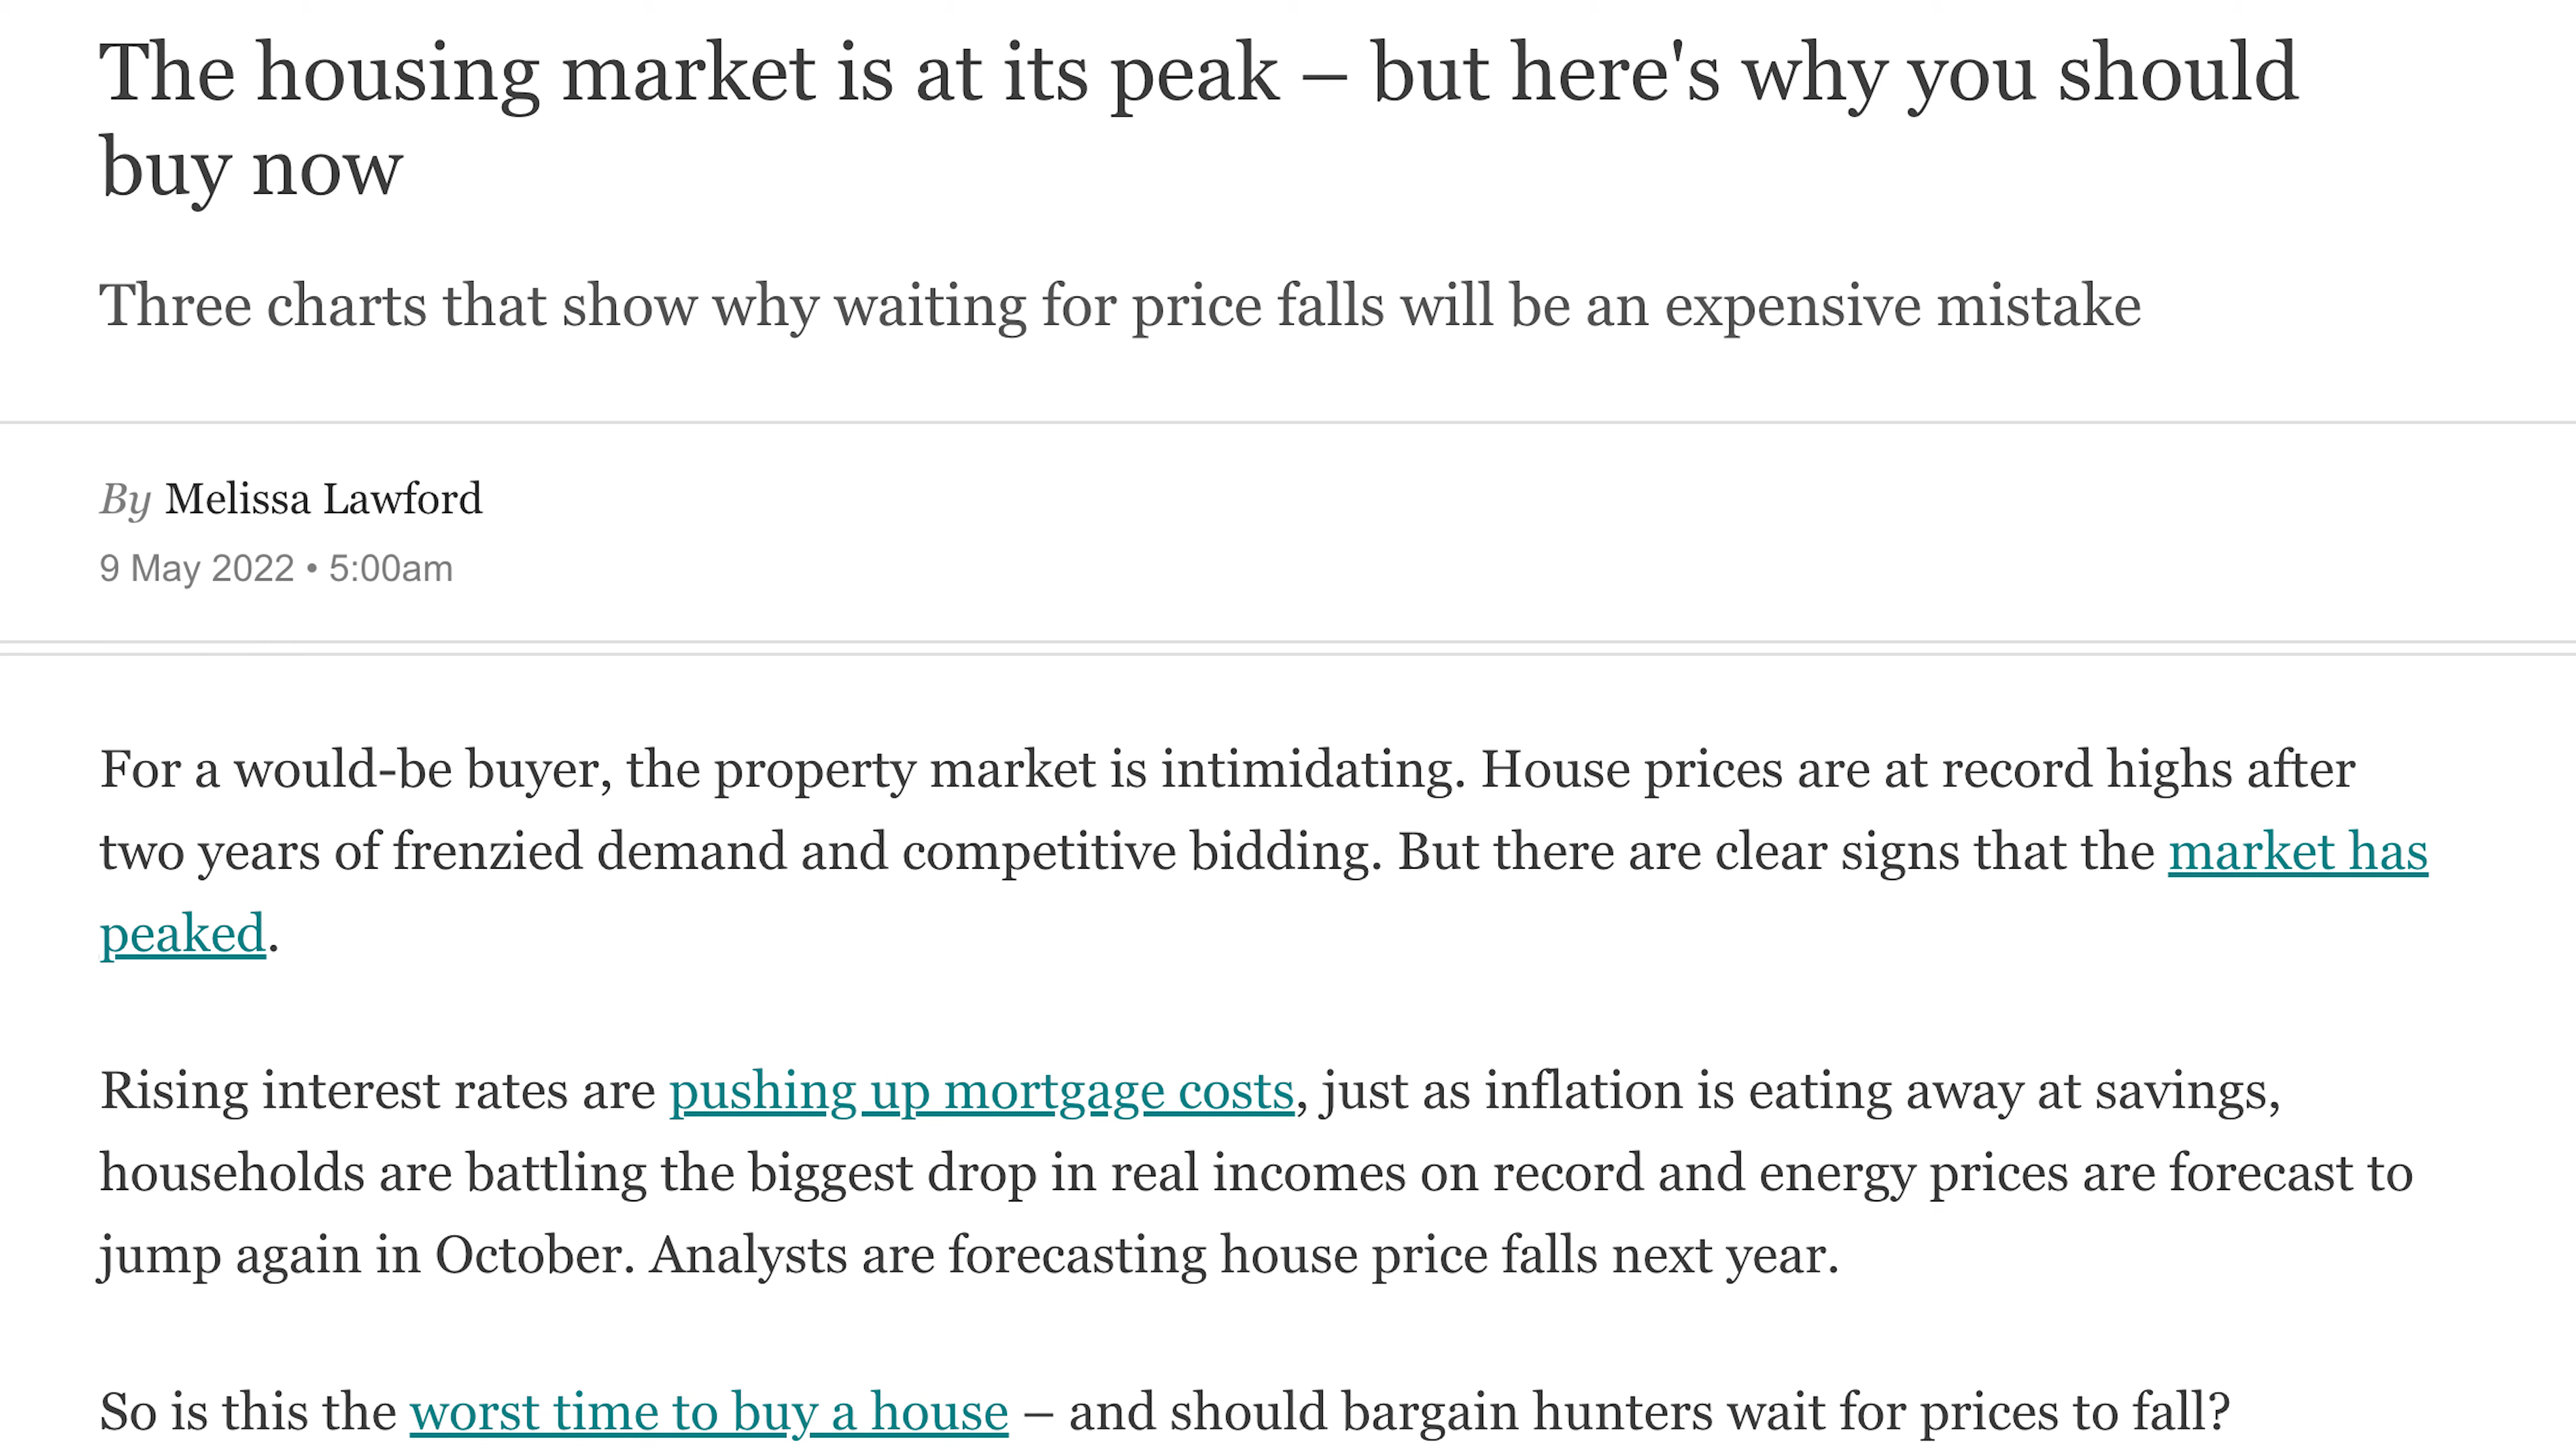 The housing market is at its peak – but here's why you should
buy now
Three charts that show why waiting for price falls will be an expensive mistake
By Melissa Lawford
9 May 2022 • 5:00am
For a would-be buyer, the property market is intimidating. House prices are at record highs after
two years of frenzied demand and competitive bidding. But there are clear signs that the market has
peaked.
Rising interest rates are pushing up mortgage costs, just as inflation is eating away at savings,
households are battling the biggest drop in real incomes on record and energy prices are forecast to
jump again in October. Analysts are forecasting house price falls next year.
So is this the worst time to buy a house – and should bargain hunters wait for prices to fall?